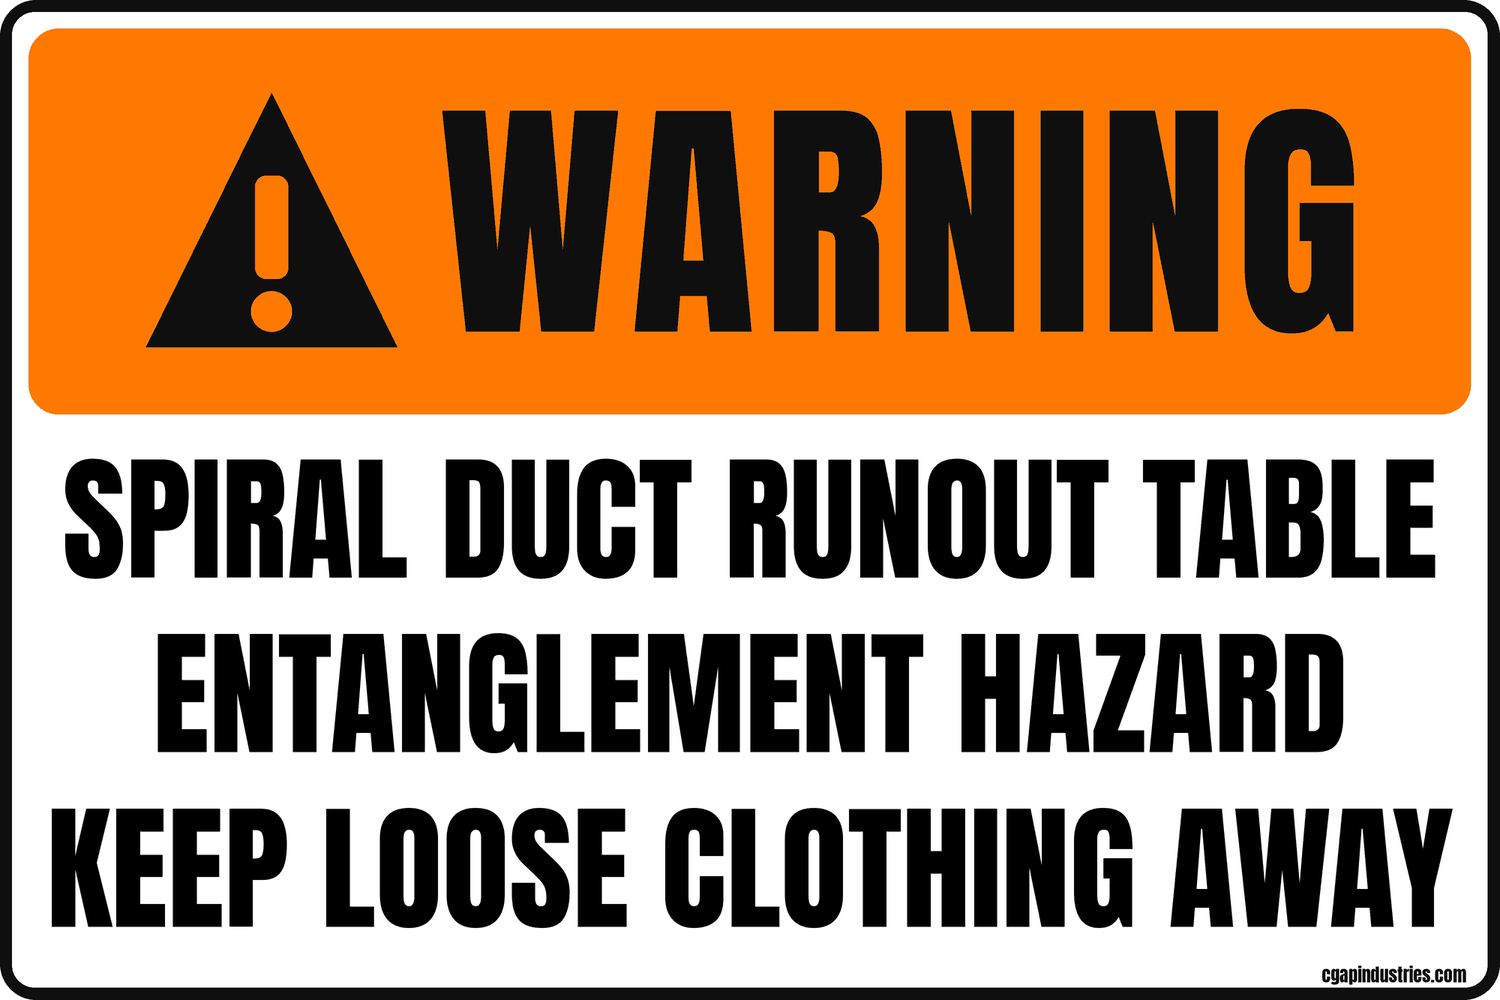 WARNING
SPIRAL DUCT RUNOUT TABLE
ENTANGLEMENT HAZARD
KEEP LOOSE CLOTHING AWAY
cgapindustries.com